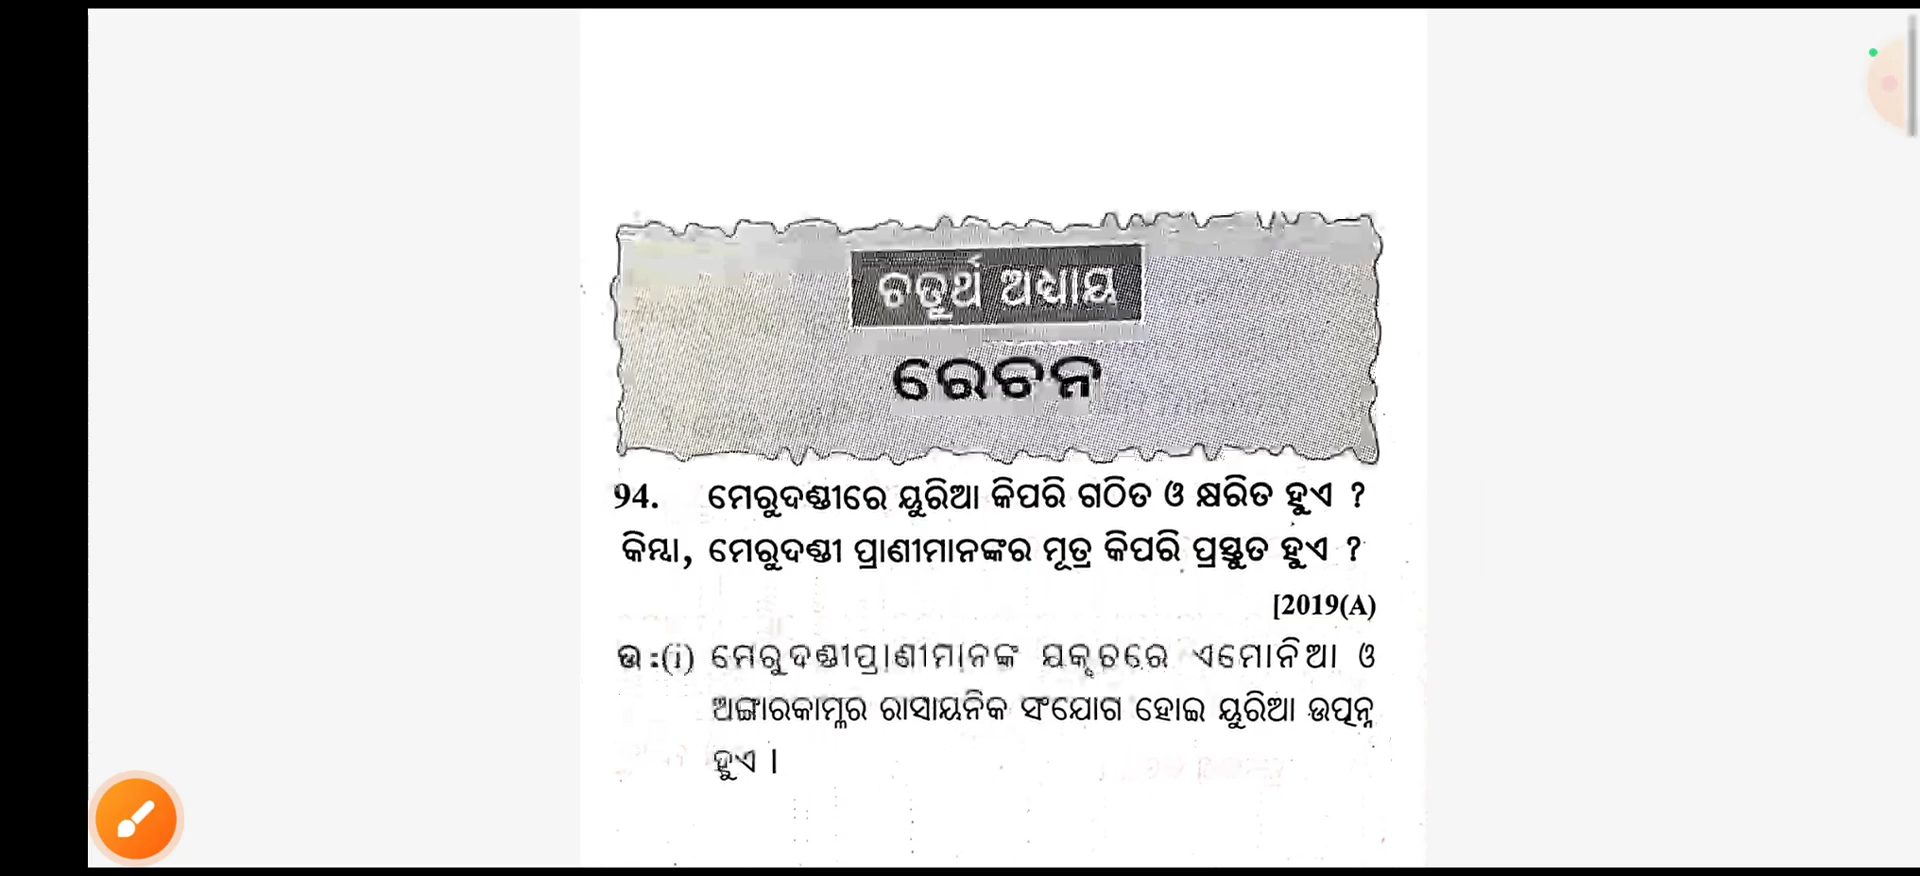 ଚତୁର୍ଥ ଅଧ୍ୟାୟ
ରେଚନ
94. ମେରୁଦଣ୍ଡୀରେ ୟୁରିଆ କିପରି ଗଠିତ ଓ କ୍ଷରିତ ହୁଏ ?
କିମ୍ବା, ମେରୁଦଣ୍ଡୀ ପ୍ରାଣୀମାନଙ୍କର ମୂତ୍ର କିପରି ପ୍ରସ୍ତୁତ ହୁଏ ?
[2019(A)
ଉ :(i) ମେରୁଦଣ୍ଡୀପ୍ରାଣୀମାନଙ୍କ ଯକୃତରେ ଏମୋନିଆ ଓ
ଅଙ୍ଗାରକାମ୍ଳର ରାସାୟନିକ ସଂଯୋଗ ହୋଇ ୟୁରିଆ ଉତ୍ପନ୍ନ
ହୁଏ ।